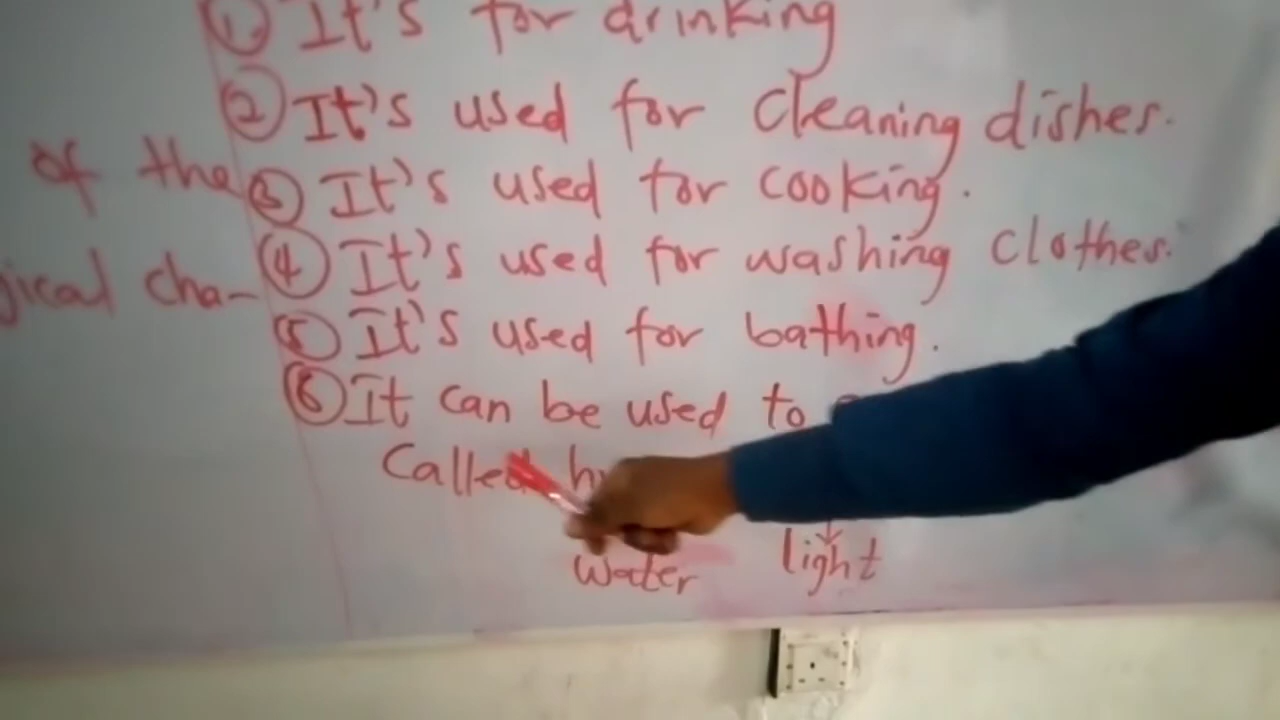 of the
gical cha-
① It's for drinking
② It's used for cleaning dishes.
③ It's used for cooking.
④ It's used for washing clothes.
⑤ It's used for bathing.
⑥ It can be used to
Called
water light